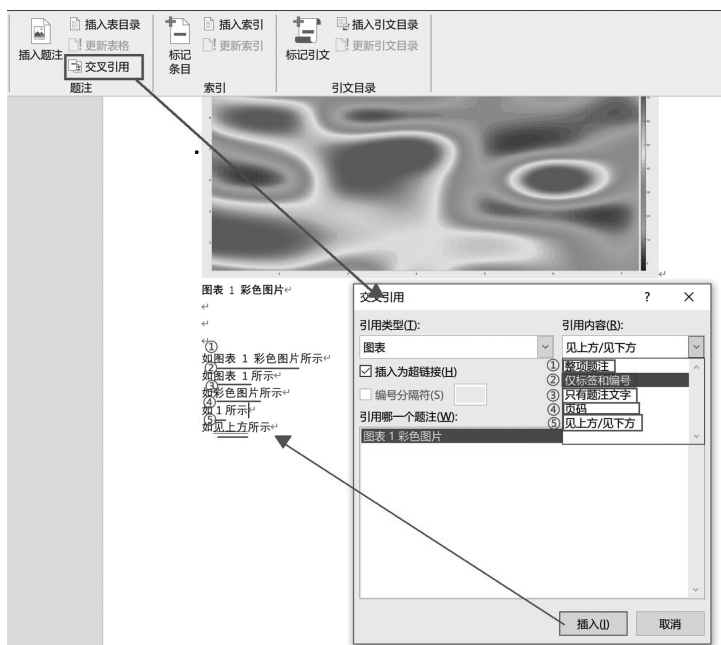 插入题注
插入表目录
更新表格
交叉引用
题注
标记
条目
插入索引
更新索引
索引
标记引文
插入引文目录
更新引文目录
引文目录
图表 1 彩色图片
①
如图表 1 彩色图片所示
②
如图表 1 所示
③
如彩色图片所示
④
如 1 所示
⑤
如见上方所示
交叉引用 ? ×
引用类型(T):
引用内容(R):
图表
见上方/见下方
插入为超链接(H)
编号分隔符(S)
引用哪一个题注(W):
图表 1 彩色图片
① 整项题注
② 仅标签和编号
③ 只有题注文字
④ 页码
⑤ 见上方/见下方
插入(I)
取消